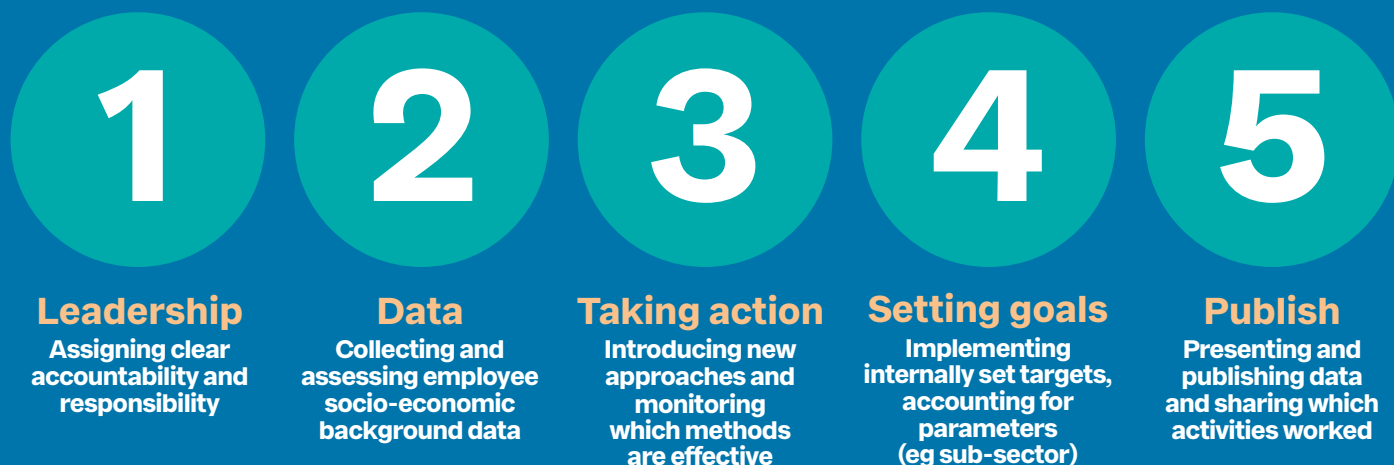 1
Leadership
Assigning clear
accountability and
responsibility
2
Data
Collecting and
assessing employee
socio-economic
background data
3
Taking action
Introducing new
approaches and
monitoring
which methods
are effective
4
Setting goals
Implementing
internally set targets,
accounting for
parameters
(eg sub-sector)
5
Publish
Presenting and
publishing data
and sharing which
activities worked